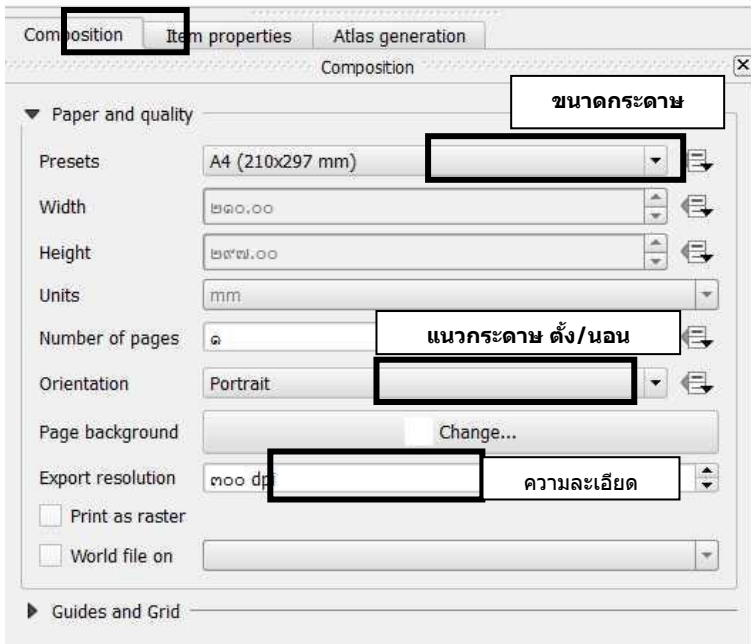 Composition Item properties Atlas generation
Composition
ขนาดกระดาษ
Paper and quality
Presets A4 (210x297 mm)
Width ๒๑๐.๐๐
Height ๒๙๗.๐๐
Units mm
แนวกระดาษ ตั้ง/นอน
Number of pages ๑
Orientation Portrait
Page background Change...
Export resolution ๓๐๐ dpi ความละเอียด
Print as raster
World file on
Guides and Grid